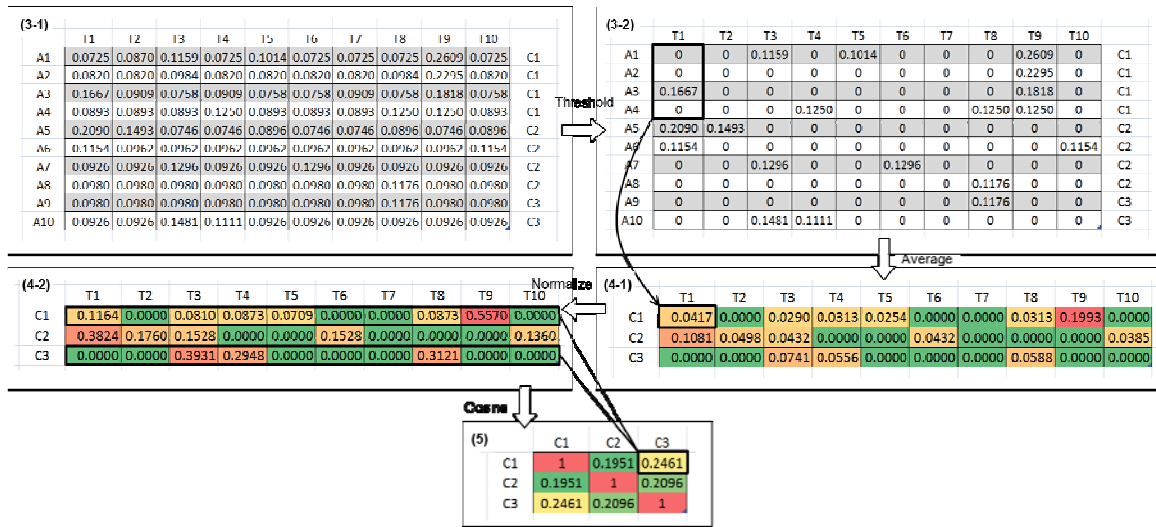 (3-1)
T1 T2 T3 T4 T5 T6 T7 T8 T9 T10
A1 0.0725 0.0870 0.1159 0.0725 0.1014 0.0725 0.0725 0.0725 0.2609 0.0725 C1
A2 0.0820 0.0820 0.0984 0.0820 0.0820 0.0820 0.0820 0.0984 0.2295 0.0820 C1
A3 0.1667 0.0909 0.0758 0.0909 0.0758 0.0758 0.0909 0.0758 0.1818 0.0758 C1
A4 0.0893 0.0893 0.0893 0.1250 0.0893 0.0893 0.0893 0.1250 0.1250 0.0893 C1
A5 0.2090 0.1493 0.0746 0.0746 0.0896 0.0746 0.0746 0.0896 0.0746 0.0896 C2
A6 0.1154 0.0962 0.0962 0.0962 0.0962 0.0962 0.0962 0.0962 0.0962 0.1154 C2
A7 0.0926 0.0926 0.1296 0.0926 0.0926 0.1296 0.0926 0.0926 0.0926 0.0926 C2
A8 0.0980 0.0980 0.0980 0.0980 0.0980 0.0980 0.0980 0.1176 0.0980 0.0980 C2
A9 0.0980 0.0980 0.0980 0.0980 0.0980 0.0980 0.0980 0.1176 0.0980 0.0980 C3
A10 0.0926 0.0926 0.1481 0.1111 0.0926 0.0926 0.0926 0.0926 0.0926 0.0926 C3
Threshold
(3-2)
T1 T2 T3 T4 T5 T6 T7 T8 T9 T10
A1 0 0 0.1159 0 0.1014 0 0 0 0.2609 0 C1
A2 0 0 0 0 0 0 0 0 0.2295 0 C1
A3 0.1667 0 0 0 0 0 0 0 0.1818 0 C1
A4 0 0 0 0.1250 0 0 0 0.1250 0.1250 0 C1
A5 0.2090 0.1493 0 0 0 0 0 0 0 0 C2
A6 0.1154 0 0 0 0 0 0 0 0 0.1154 C2
A7 0 0 0.1296 0 0 0.1296 0 0 0 0 C2
A8 0 0 0 0 0 0 0 0.1176 0 0 C2
A9 0 0 0 0 0 0 0 0.1176 0 0 C3
A10 0 0 0.1481 0.1111 0 0 0 0 0 0 C3
Average
(4-1)
T1 T2 T3 T4 T5 T6 T7 T8 T9 T10
C1 0.0417 0.0000 0.0290 0.0313 0.0254 0.0000 0.0000 0.0313 0.1993 0.0000
C2 0.1081 0.0498 0.0432 0.0000 0.0000 0.0432 0.0000 0.0000 0.0000 0.0385
C3 0.0000 0.0000 0.0741 0.0556 0.0000 0.0000 0.0000 0.0588 0.0000 0.0000
Normalize
(4-2)
T1 T2 T3 T4 T5 T6 T7 T8 T9 T10
C1 0.1164 0.0000 0.0810 0.0873 0.0709 0.0000 0.0000 0.0873 0.5570 0.0000
C2 0.3824 0.1760 0.1528 0.0000 0.0000 0.1528 0.0000 0.0000 0.0000 0.1360
C3 0.0000 0.0000 0.3931 0.2948 0.0000 0.0000 0.0000 0.3121 0.0000 0.0000
(5)
C1 C2 C3
C1 1 0.1951 0.2461
C2 0.1951 1 0.2096
C3 0.2461 0.2096 1